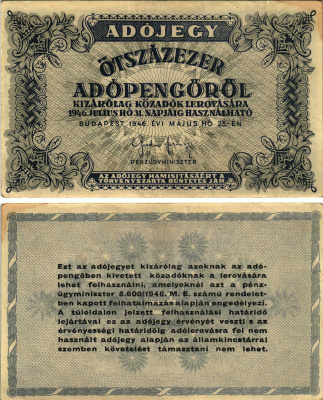 ADÓJEGY
ÖTSZÁZEZER
ADÓPENGŐRŐL
KIZÁRÓLAG KÖZADÓK LEROVÁSÁRA
1946. JULIUS HÓ 31. NAPJÁIG HASZNÁLHATÓ
BUDAPEST, 1946. ÉVI MÁJUS HÓ 25.-ÉN
PÉNZÜGYMINISZTER
AZ ADÓJEGY HAMISÍTÁSÁÉRT A
TÖRVÉNYSZABTA BÜNTETÉS JÁR
Ezt az adójegyet kizárólag azoknak az adó-
pengőben kivetett közadóknak a lerovására
lehet felhasználni, amelyeknél azt a pénz-
ügyminiszter 5.600/1946. M. E. számú rendelet-
ben kapott felhatalmazás alapján engedélyezi.
A túloldalon jelzett felhasználási határidő
lejártával ez az adójegy érvényét veszti s az
érvényességi határidőig adólerovásra fel nem
használt adójegy alapján az államkincstárral
szemben követelést támasztani nem lehet.